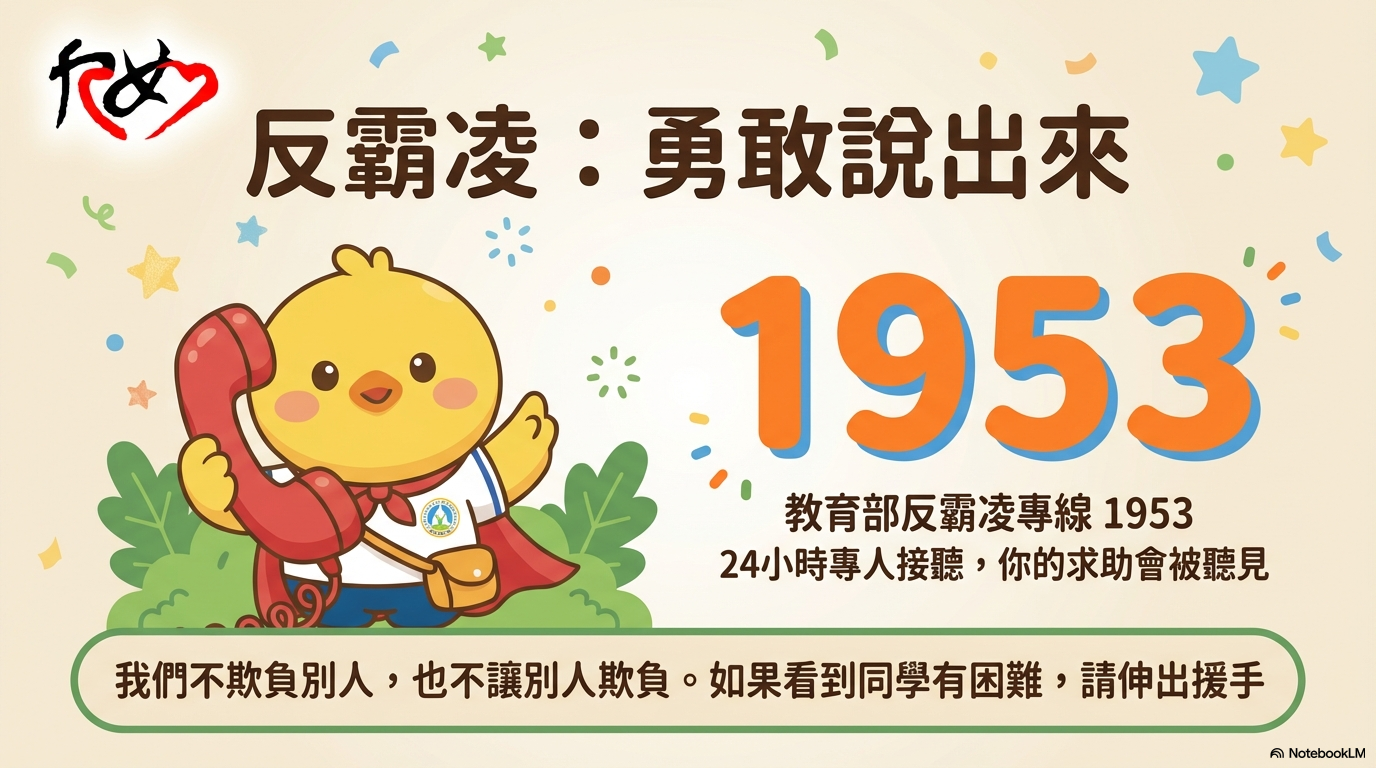 反霸凌：勇敢說出來
1953
教育部反霸凌專線 1953
24小時專人接聽，你的求助會被聽見
我們不欺負別人，也不讓別人欺負。如果看到同學有困難，請伸出援手
NotebookLM